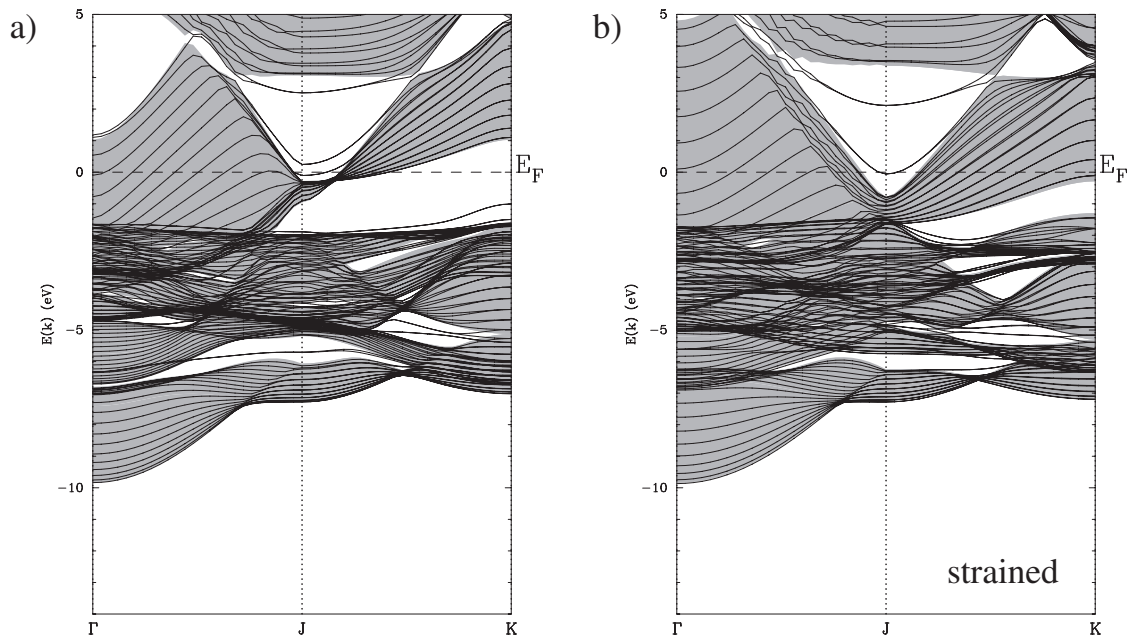 a)
E(k) (eV)
5
0
−5
−10
E_F
Γ
J
K
b)
E(k) (eV)
5
0
−5
−10
E_F
strained
Γ
J
K